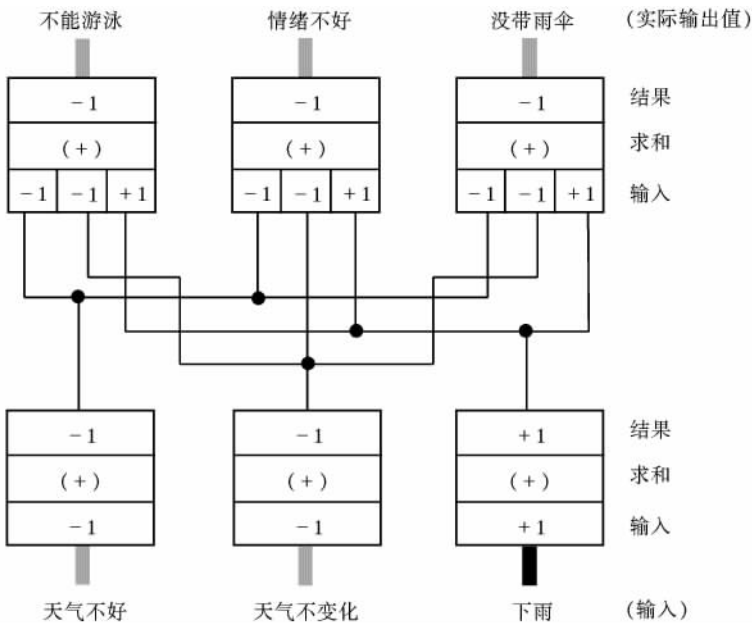 不能游泳 情绪不好 没带雨伞 (实际输出值)
-1 -1 -1 结果
(+) (+) (+) 求和
-1 -1 +1 -1 -1 +1 -1 -1 +1 输入
-1 -1 +1 结果
(+) (+) (+) 求和
-1 -1 +1 输入
天气不好 天气不变化 下雨 (输入)